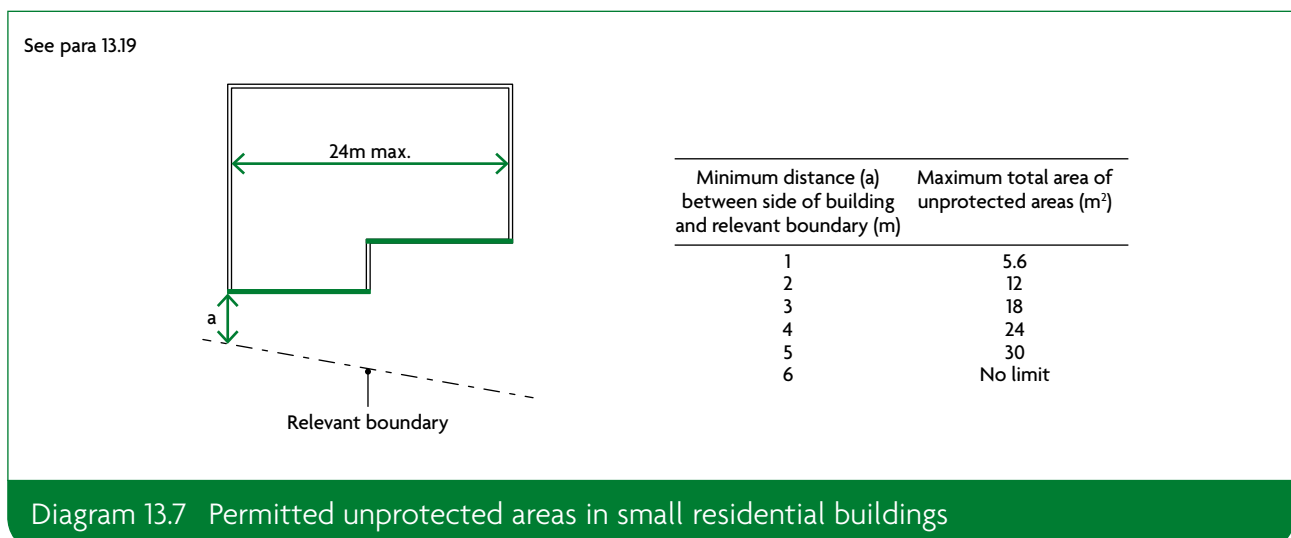 See para 13.19
24m max.
a
Relevant boundary
Minimum distance (a) Maximum total area of
between side of building unprotected areas (m²)
and relevant boundary (m)
1 5.6
2 12
3 18
4 24
5 30
6 No limit
Diagram 13.7 Permitted unprotected areas in small residential buildings